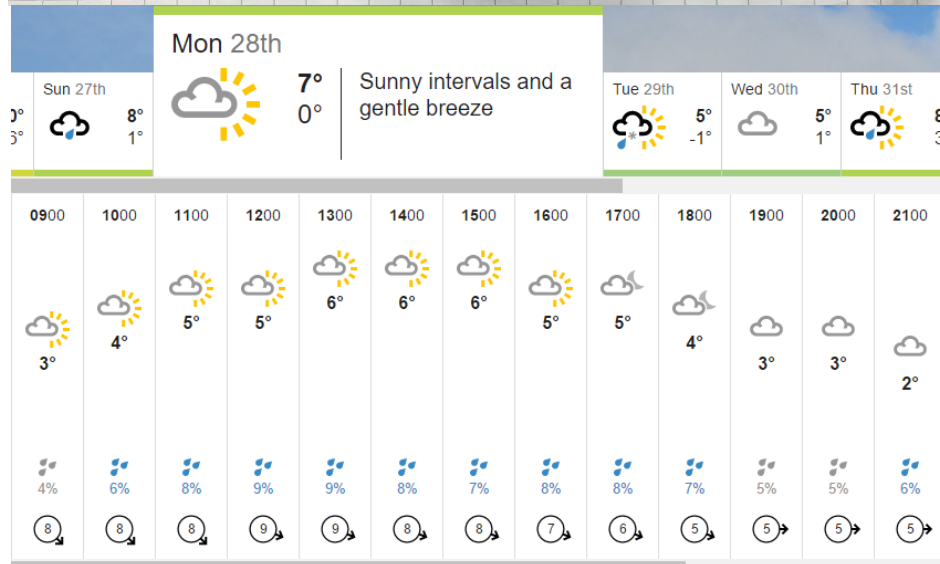 Mon 28th
7°
0°
Sunny intervals and a
gentle breeze
Sun 27th
8°
1°
Tue 29th
5°
-1°
Wed 30th
5°
1°
Thu 31st
0900 1000 1100 1200 1300 1400 1500 1600 1700 1800 1900 2000 2100
3° 4° 5° 5° 6° 6° 6° 5° 5° 4° 3° 3° 2°
4% 6% 8% 9% 9% 8% 7% 8% 8% 7% 5% 5% 6%
8 8 8 9 9 8 8 7 6 5 5 5 5